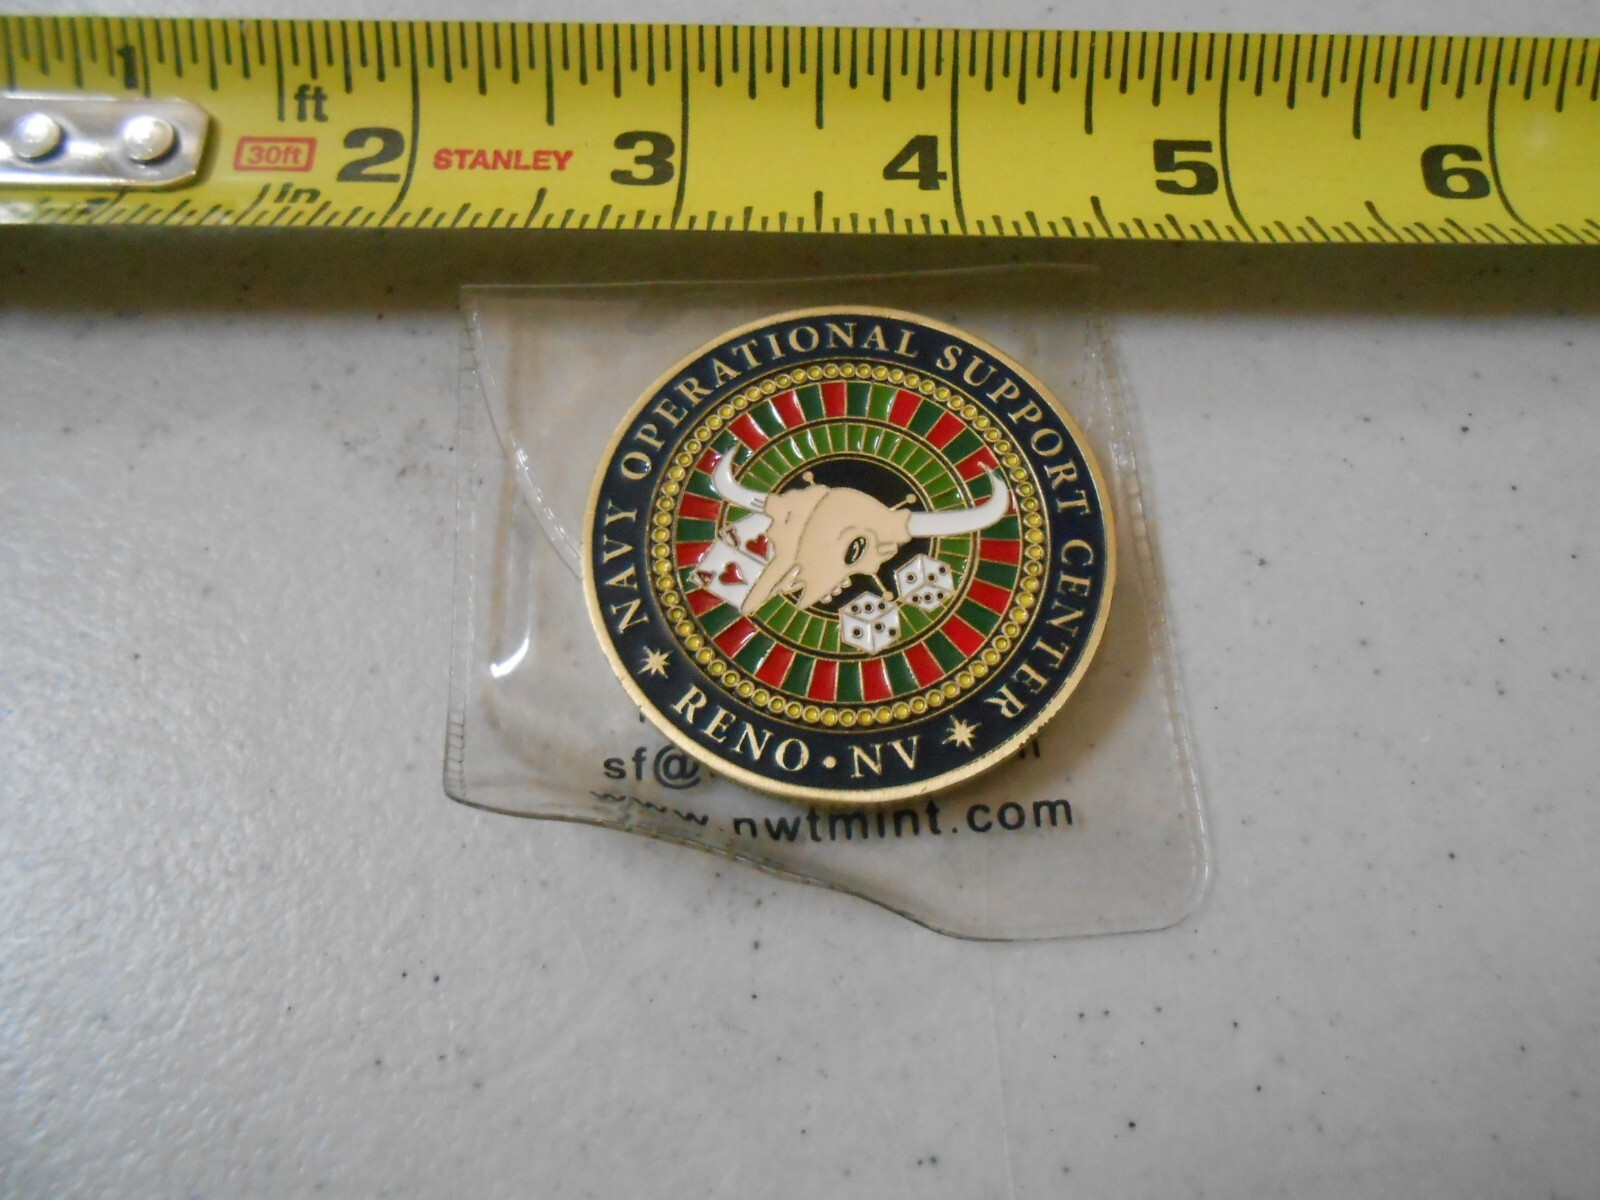 1 ft
30ft 2 STANLEY 3 4 5 6
in
NAVY OPERATIONAL SUPPORT CENTER
RENO • NV
A
A
sf@
www.nwtmint.com